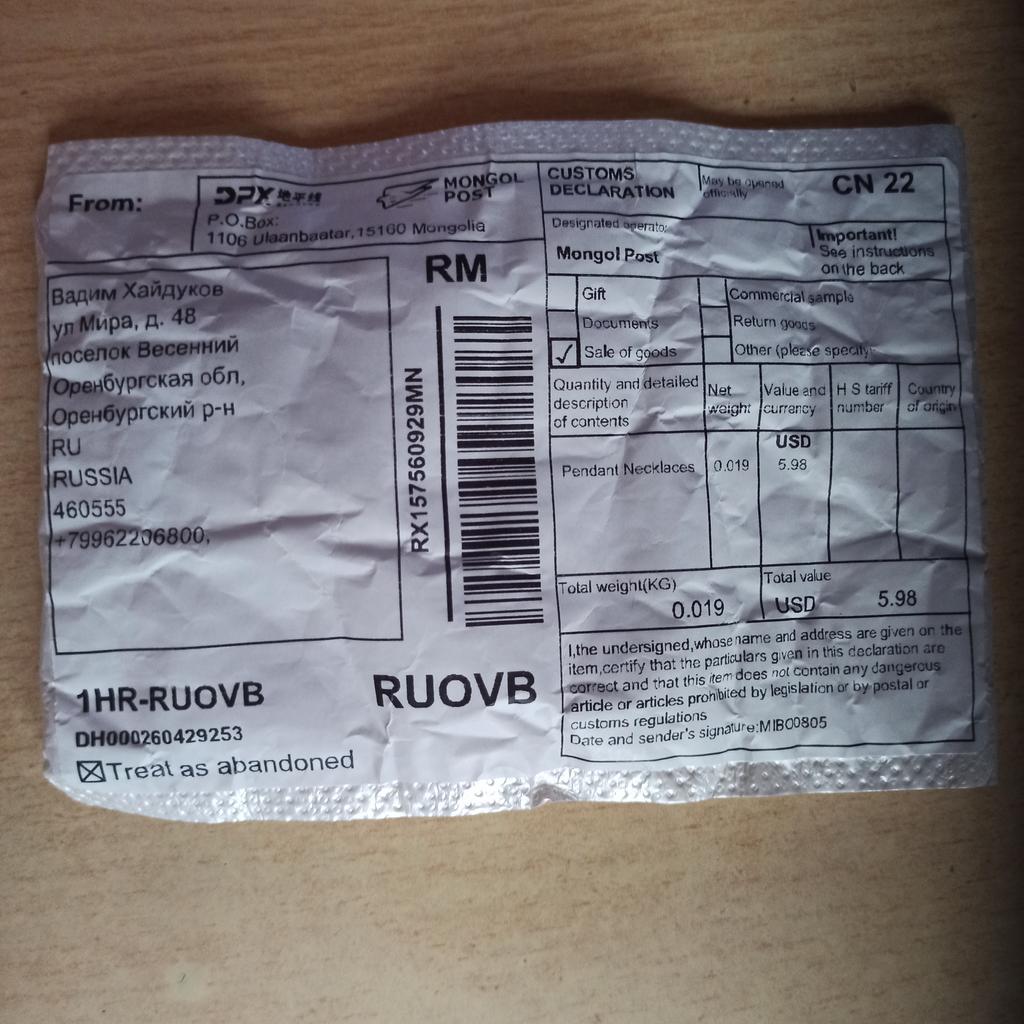 From:
DPX 地平线
MONGOL
POST
P.O.Box:
1106 Ulaanbaatar,15160 Mongolia
Вадим Хайдуков
ул Мира, д. 48
поселок Весенний
Оренбургская обл,
Оренбургский р-н
RU
RUSSIA
460555
+79962206800,
RM
RX157560929MN
1HR-RUOVB
RUOVB
DH000260429253
Treat as abandoned
CUSTOMS
DECLARATION
May be opened
officially
CN 22
Designated operator
Mongol Post
Important!
See instructions
on the back
Gift
Commercial sample
Documents
Return goods
✓ Sale of goods
Other (please specify)
Quantity and detailed
description
of contents
Net
weight
Value and
currency
H S tariff
number
Country
of origin
USD
Pendant Necklaces 0.019 5.98
Total weight(KG)
0.019
Total value
USD 5.98
I,the undersigned,whose name and address are given on the
item,certify that the particulars given in this declaration are
correct and that this item does not contain any dangerous
article or articles prohibited by legislation or by postal or
customs regulations
Date and sender's signature:MIB00805